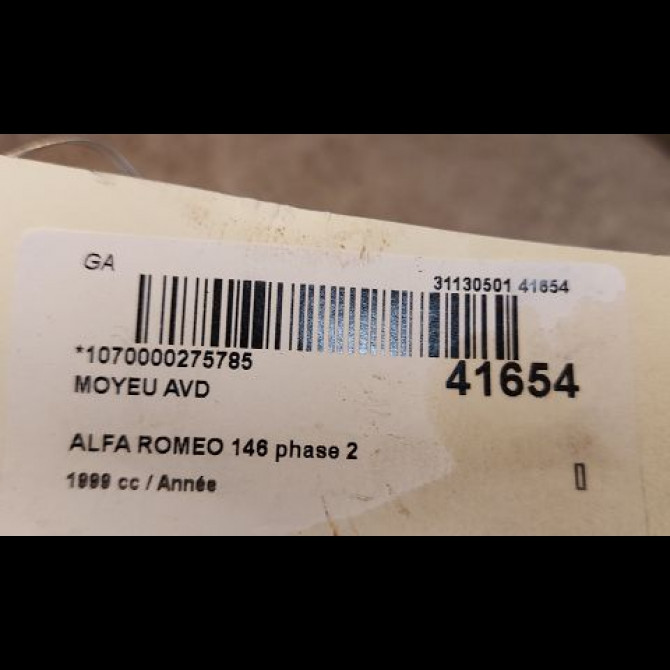 GA
31130501 41654
*1070000275785
41654
MOYEU AVD
ALFA ROMEO 146 phase 2
1999 cc / Année